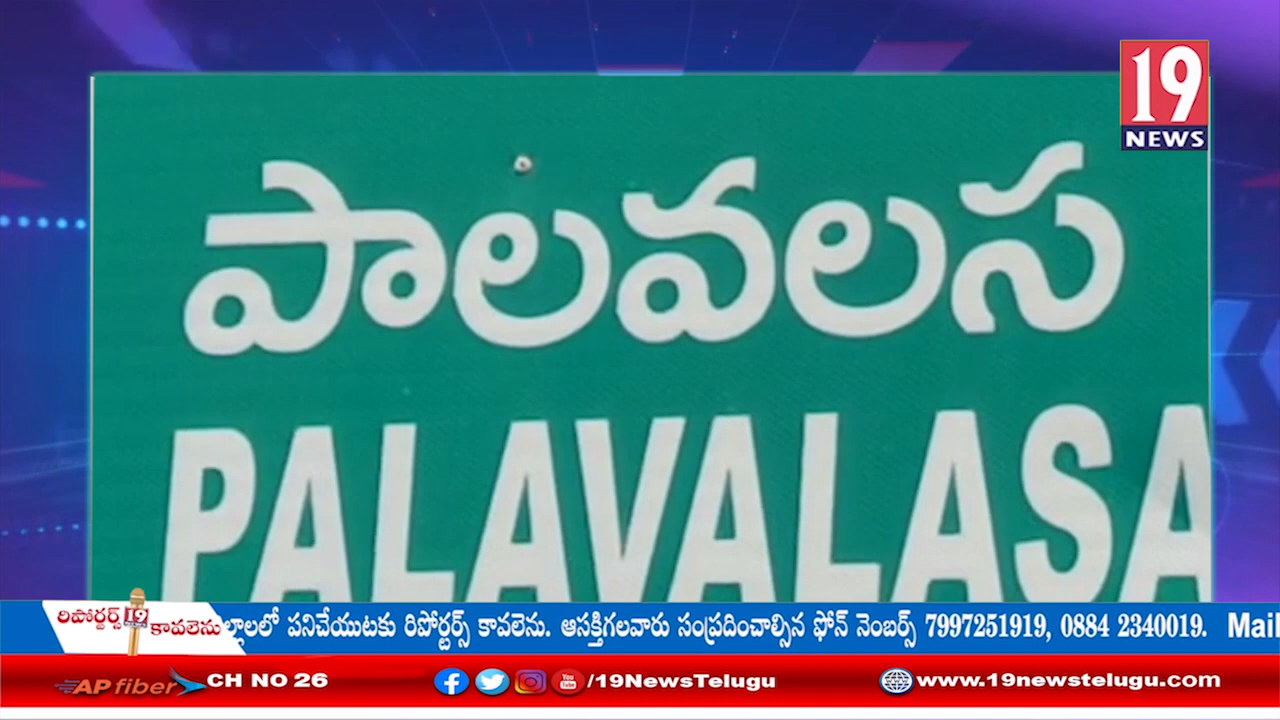 19
NEWS
పాలవలస
PALAVALASA
రిపోర్టర్స్ 19
కావలెను
ల్లాలలో పనిచేయుటకు రిపోర్టర్స్ కావలెను. ఆసక్తిగలవారు సంప్రదించాల్సిన ఫోన్ నెంబర్స్ 7997251919, 0884 2340019. Mail
AP fiber CH NO 26 /19NewsTelugu www.19newstelugu.com